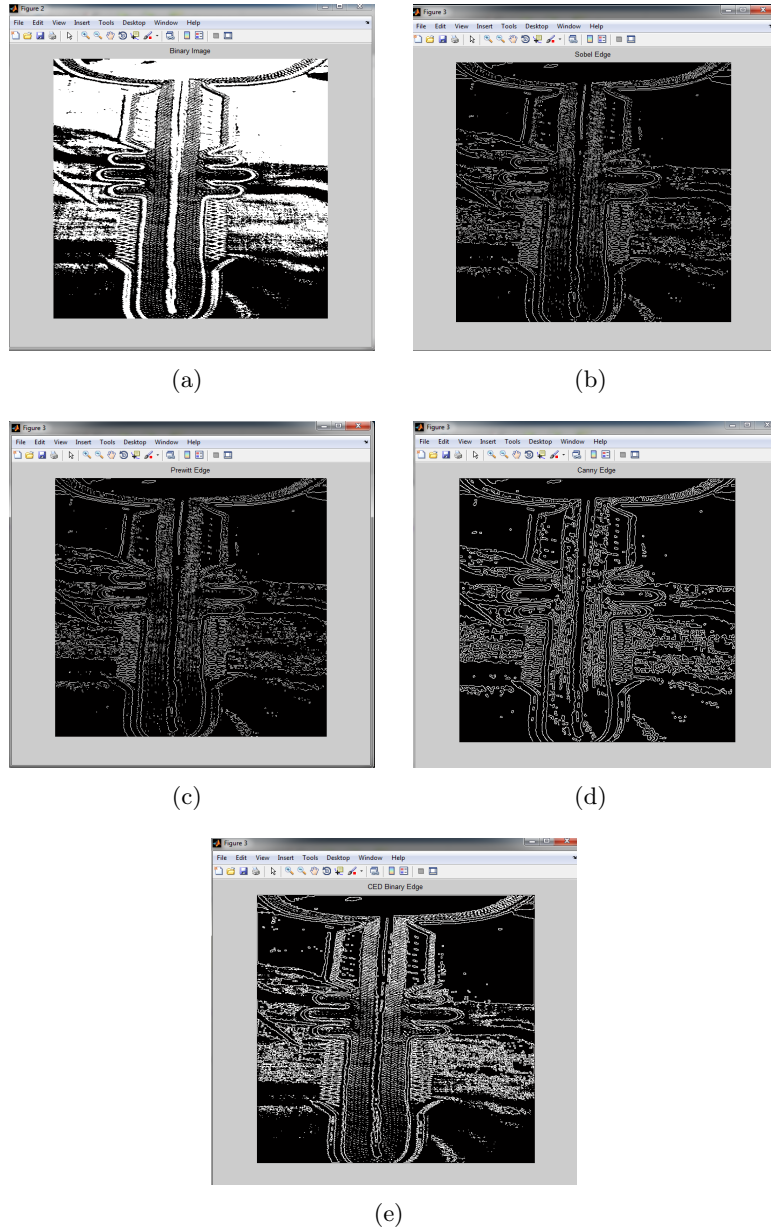 Figure 2
File Edit View Insert Tools Desktop Window Help
Binary Image
(a)
Figure 3
File Edit View Insert Tools Desktop Window Help
Sobel Edge
(b)
Figure 3
File Edit View Insert Tools Desktop Window Help
Prewitt Edge
(c)
Figure 3
File Edit View Insert Tools Desktop Window Help
Canny Edge
(d)
Figure 3
File Edit View Insert Tools Desktop Window Help
CED Binary Edge
(e)